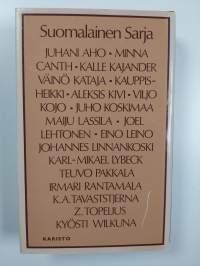 Suomalainen Sarja
JUHANI AHO • MINNA
CANTH • KALLE KAJANDER
VÄINÖ KATAJA • KAUPPIS-
HEIKKI • ALEKSIS KIVI • VILJO
KOJO • JUHO KOSKIMAA
MAIJU LASSILA • JOEL
LEHTONEN • EINO LEINO
JOHANNES LINNANKOSKI
KARL-MIKAEL LYBECK
TEUVO PAKKALA
IRMARI RANTAMALA
K.A. TAVASTSTJERNA
Z. TOPELIUS
KYÖSTI WILKUNA
KARISTO